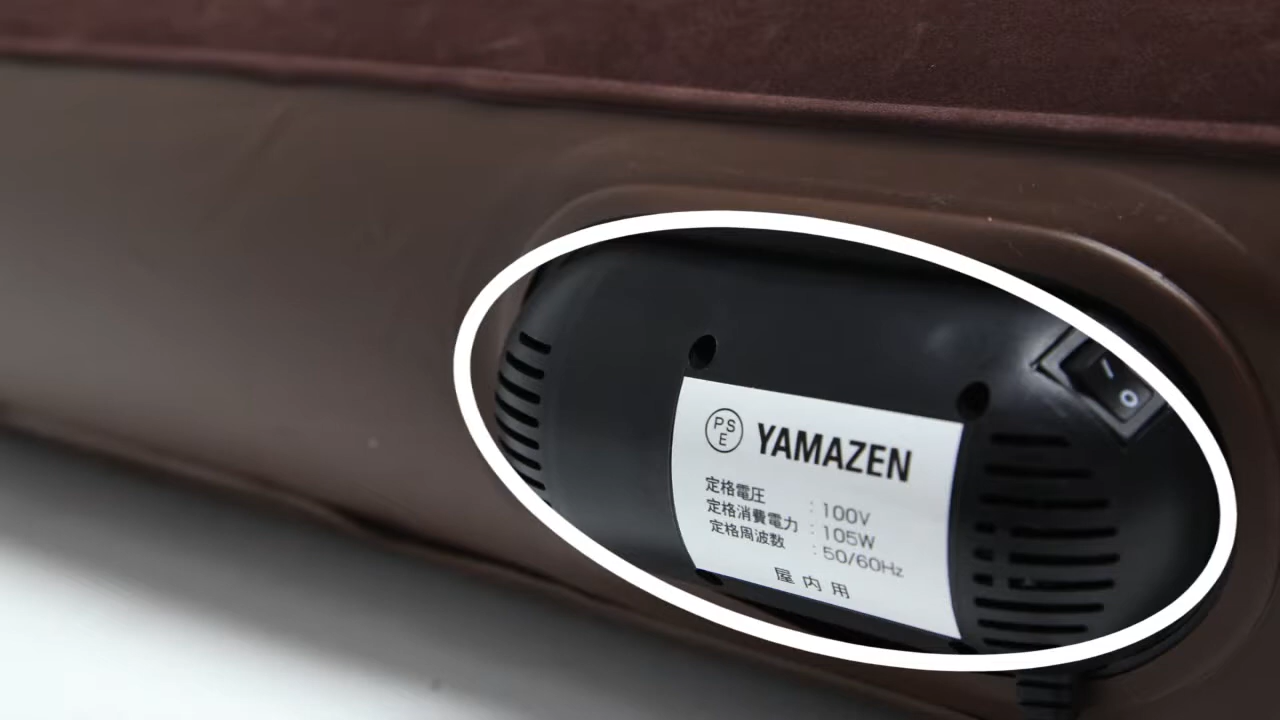 PSE YAMAZEN
定格電圧 : 100V
定格消費電力 : 105W
定格周波数 : 50/60Hz
屋内用